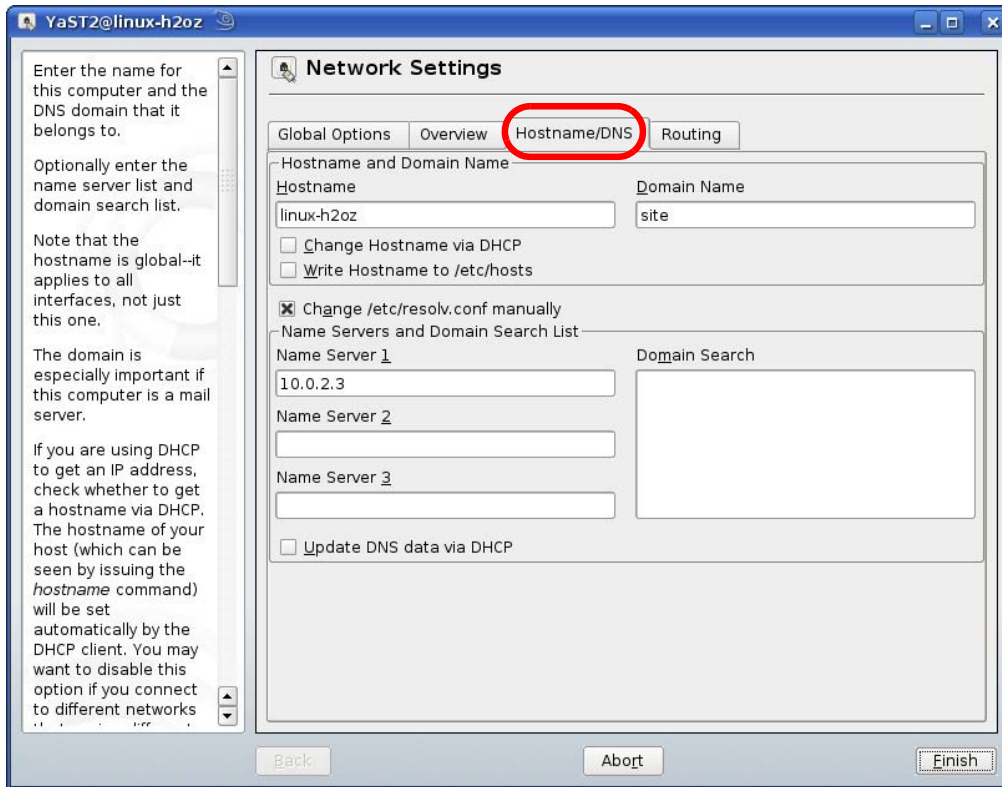 YaST2@linux-h2oz
Enter the name for
this computer and the
DNS domain that it
belongs to.
Optionally enter the
name server list and
domain search list.
Note that the
hostname is global--it
applies to all
interfaces, not just
this one.
The domain is
especially important if
this computer is a mail
server.
If you are using DHCP
to get an IP address,
check whether to get
a hostname via DHCP.
The hostname of your
host (which can be
seen by issuing the
hostname command)
will be set
automatically by the
DHCP client. You may
want to disable this
option if you connect
to different networks
Network Settings
Global Options Overview Hostname/DNS Routing
Hostname and Domain Name
Hostname Domain Name
linux-h2oz site
Change Hostname via DHCP
Write Hostname to /etc/hosts
Change /etc/resolv.conf manually
Name Servers and Domain Search List
Name Server 1 Domain Search
10.0.2.3
Name Server 2
Name Server 3
Update DNS data via DHCP
Back Abort Finish